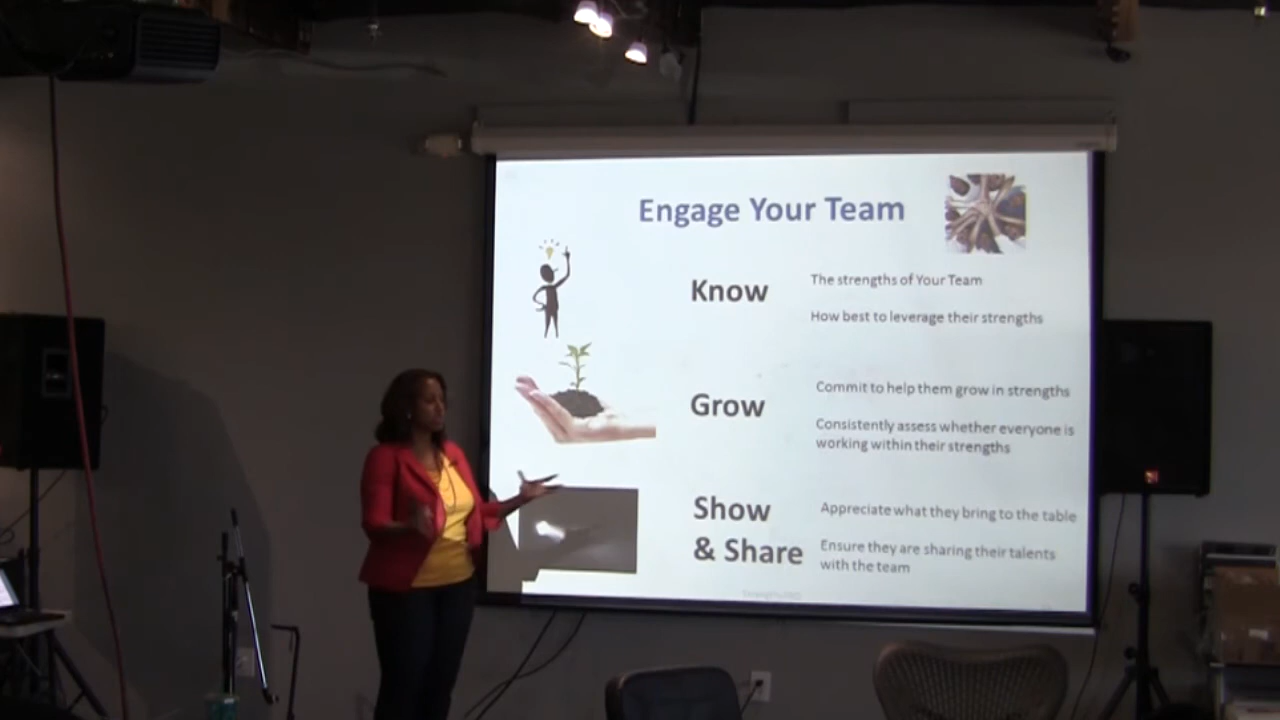 Engage Your Team
Know
The strengths of Your Team
How best to leverage their strengths
Grow
Commit to help them grow in strengths
Consistently assess whether everyone is
working within their strengths
Show
& Share
Appreciate what they bring to the table
Ensure they are sharing their talents
with the team